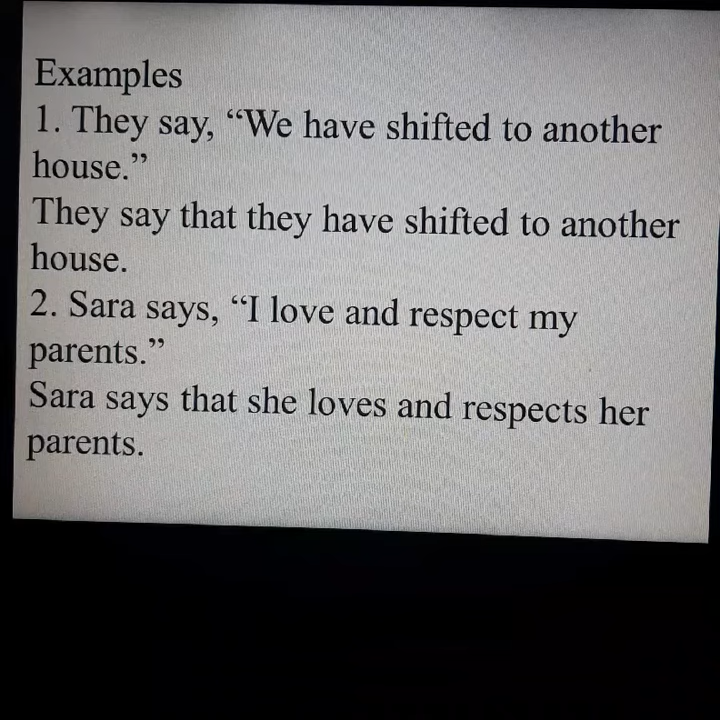 Examples
1. They say, “We have shifted to another
house.”
They say that they have shifted to another
house.
2. Sara says, “I love and respect my
parents.”
Sara says that she loves and respects her
parents.